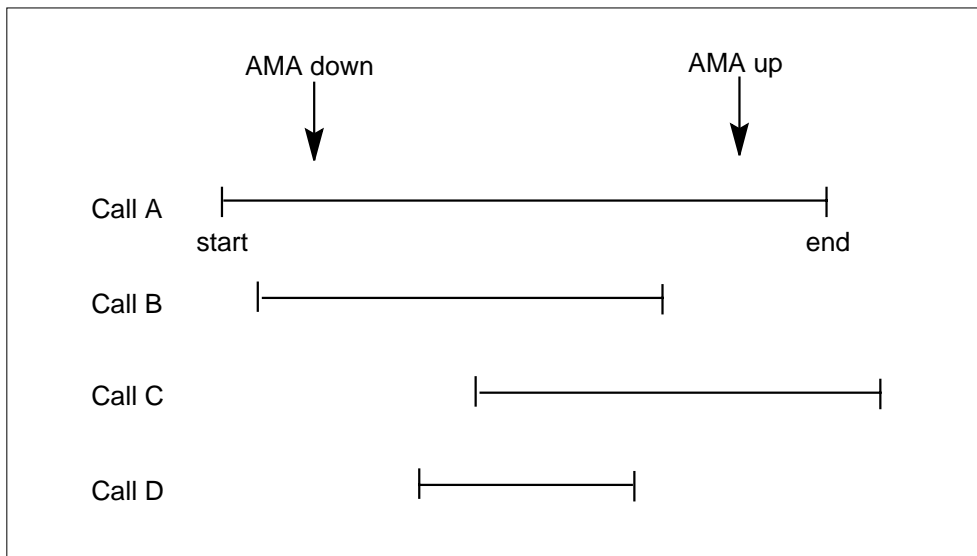 AMA down
AMA up
Call A
start
end
Call B
Call C
Call D